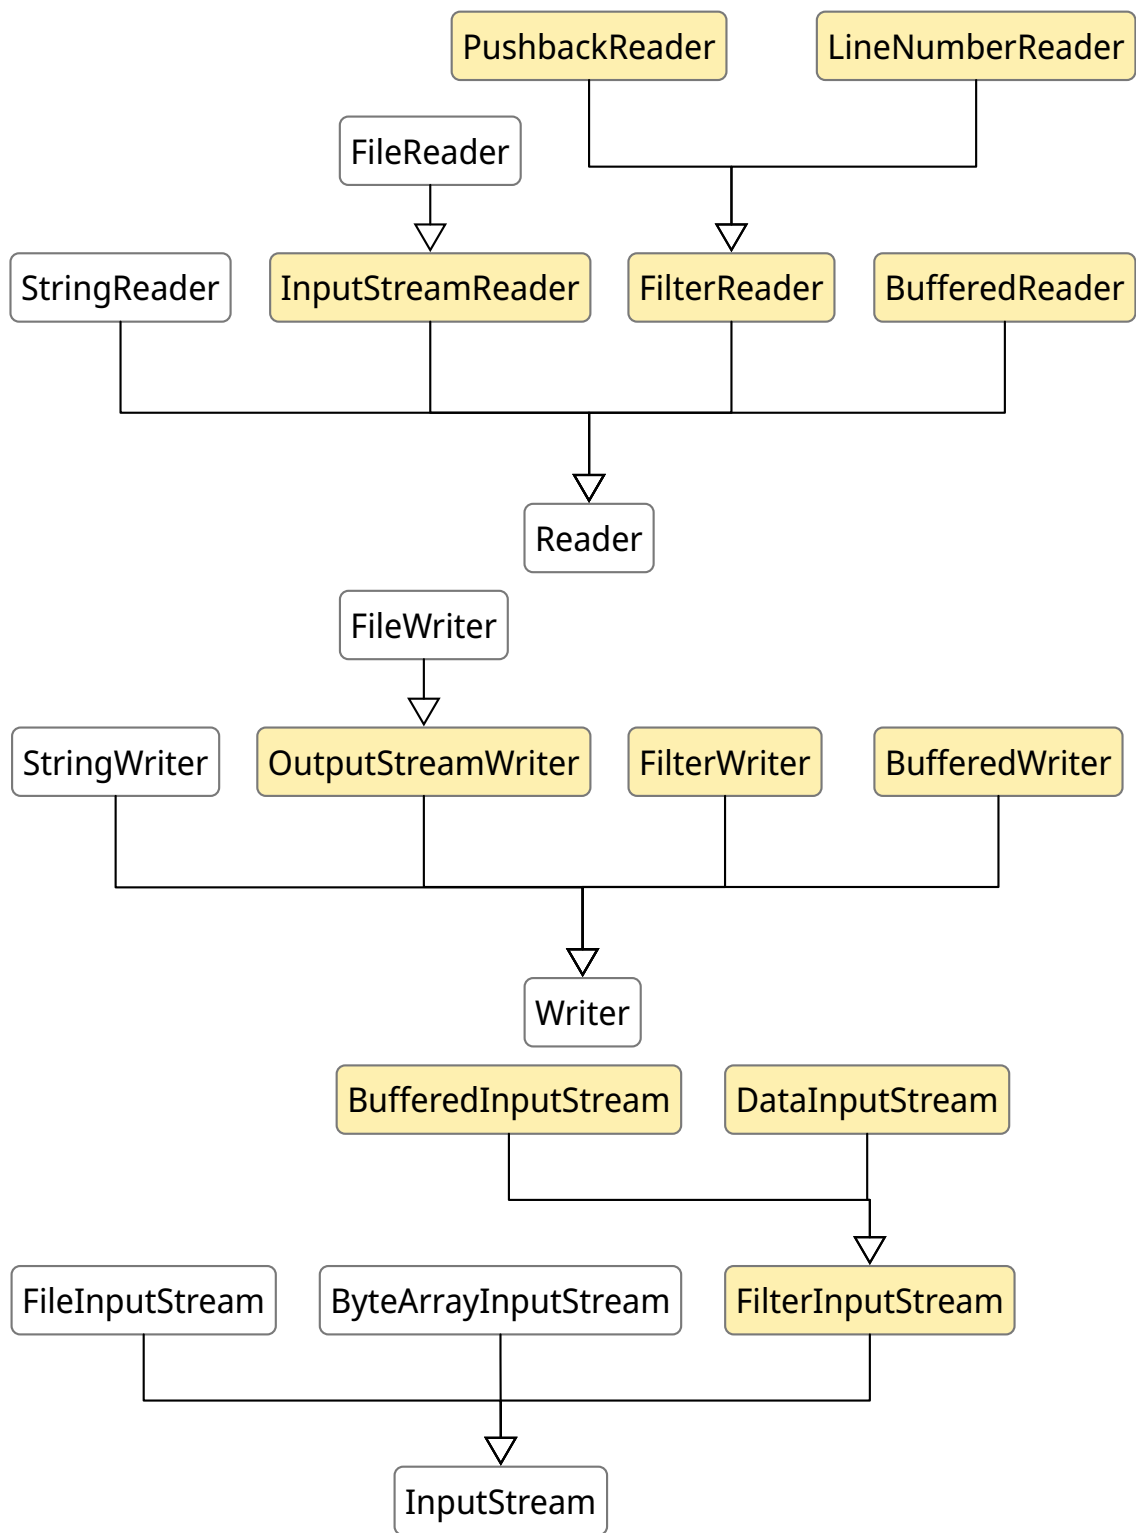 PushbackReader
LineNumberReader
FileReader
StringReader
InputStreamReader
FilterReader
BufferedReader
Reader
FileWriter
StringWriter
OutputStreamWriter
FilterWriter
BufferedWriter
Writer
BufferedInputStream
DataInputStream
FileInputStream
ByteArrayInputStream
FilterInputStream
InputStream